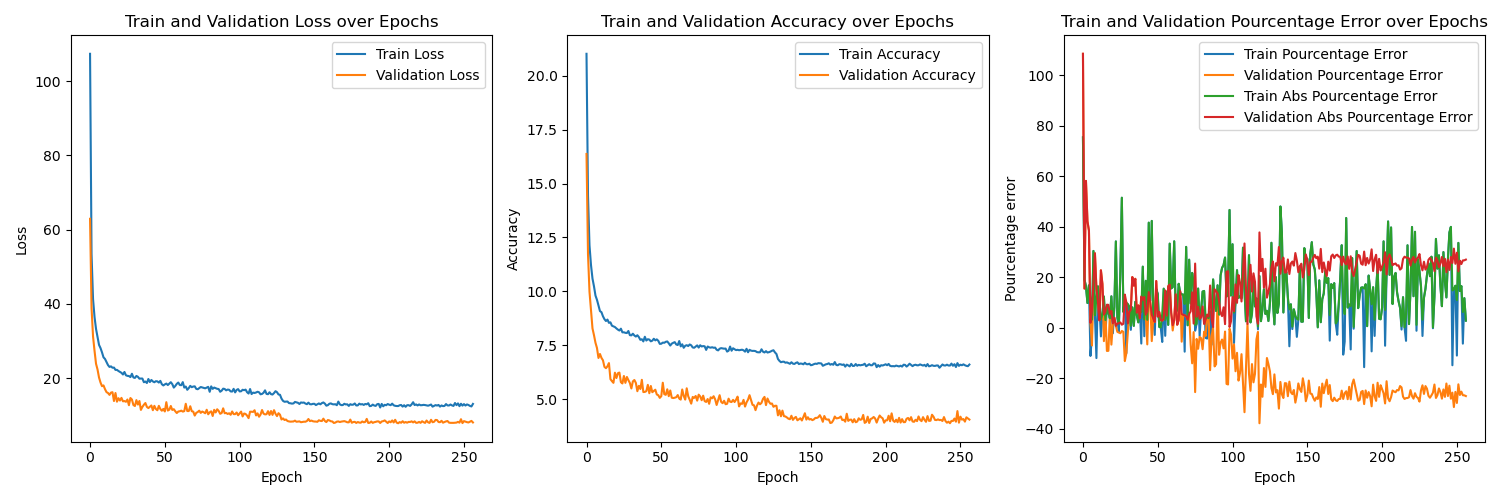 Train and Validation Loss over Epochs
Train Loss
Validation Loss
100
80
60
40
20
Loss
0
50
100
150
200
250
Epoch
Train and Validation Accuracy over Epochs
Train Accuracy
Validation Accuracy
20.0
17.5
15.0
12.5
10.0
7.5
5.0
Accuracy
0
50
100
150
200
250
Epoch
Train and Validation Pourcentage Error over Epochs
Train Pourcentage Error
Validation Pourcentage Error
Train Abs Pourcentage Error
Validation Abs Pourcentage Error
100
80
60
40
20
0
−20
−40
Pourcentage error
0
50
100
150
200
250
Epoch